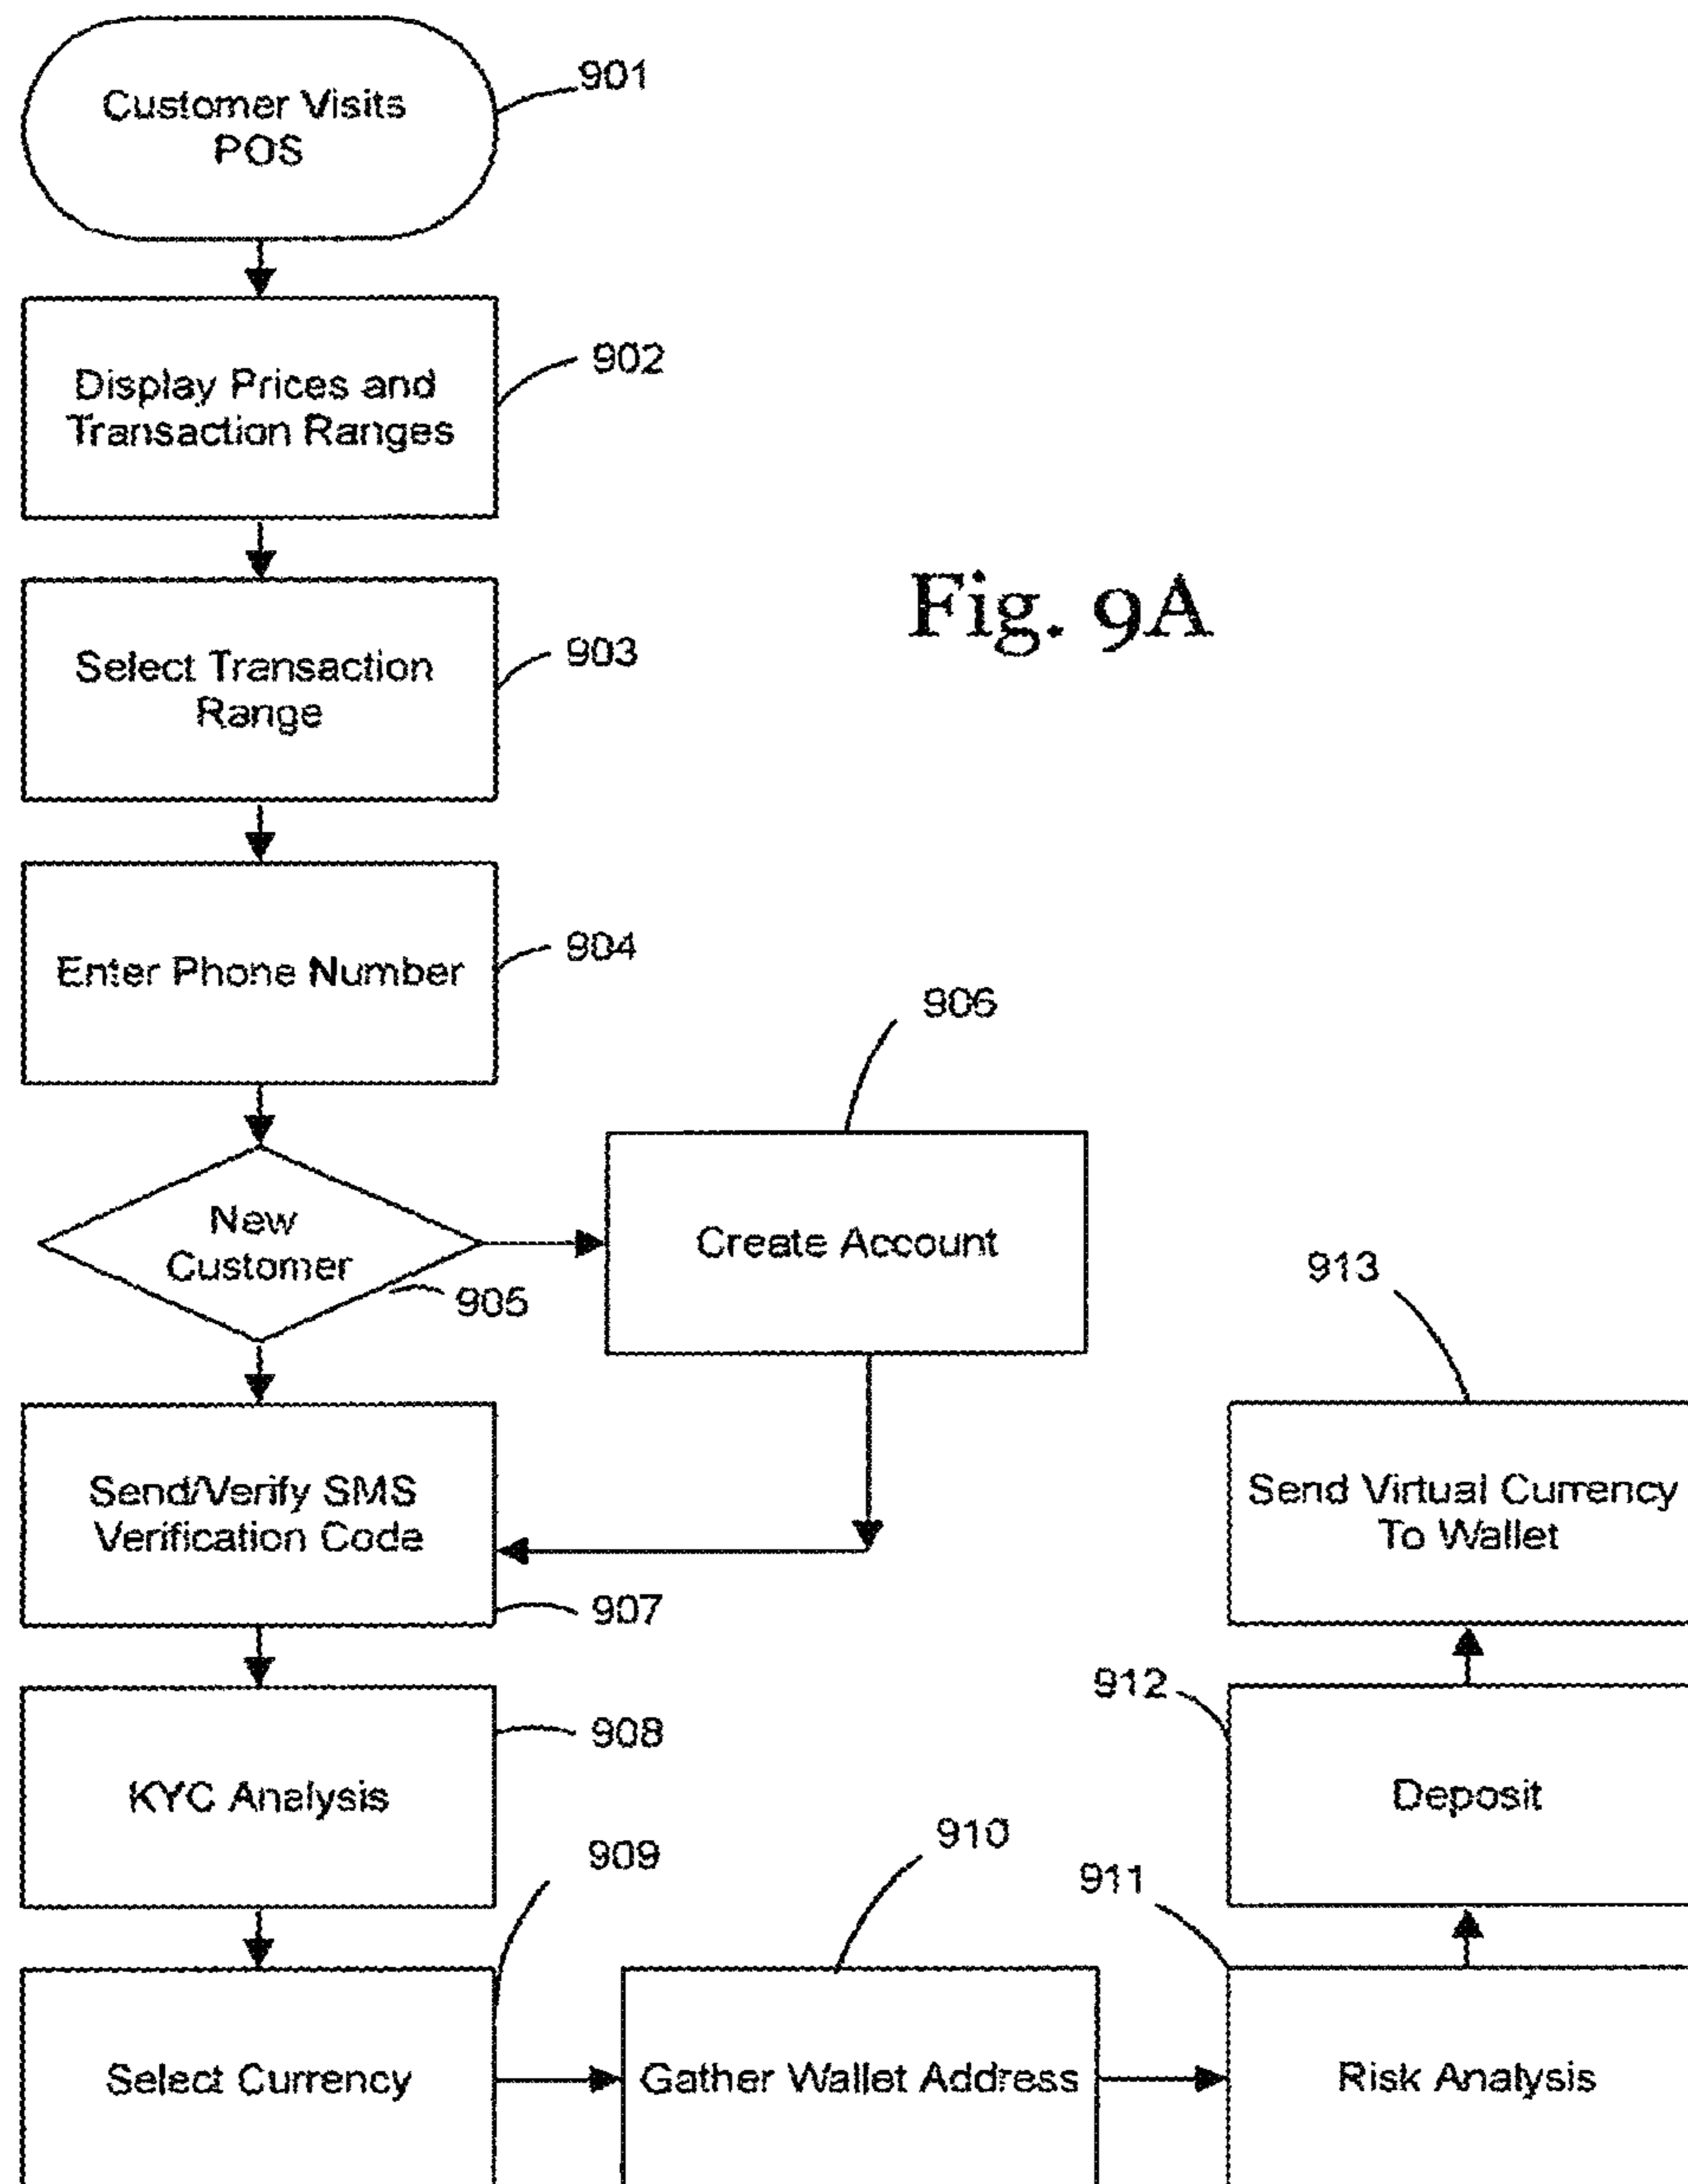 Customer Visits
POS
901
Display Prices and
Transaction Ranges
902
Fig. 9A
Select Transaction
Range
903
Enter Phone Number
904
906
New
Customer
905
Create Account
913
Send/Verify SMS
Verification Code
907
Send Virtual Currency
To Wallet
912
KYC Analysis
908
Deposit
909
910
911
Select Currency
Gather Wallet Address
Risk Analysis